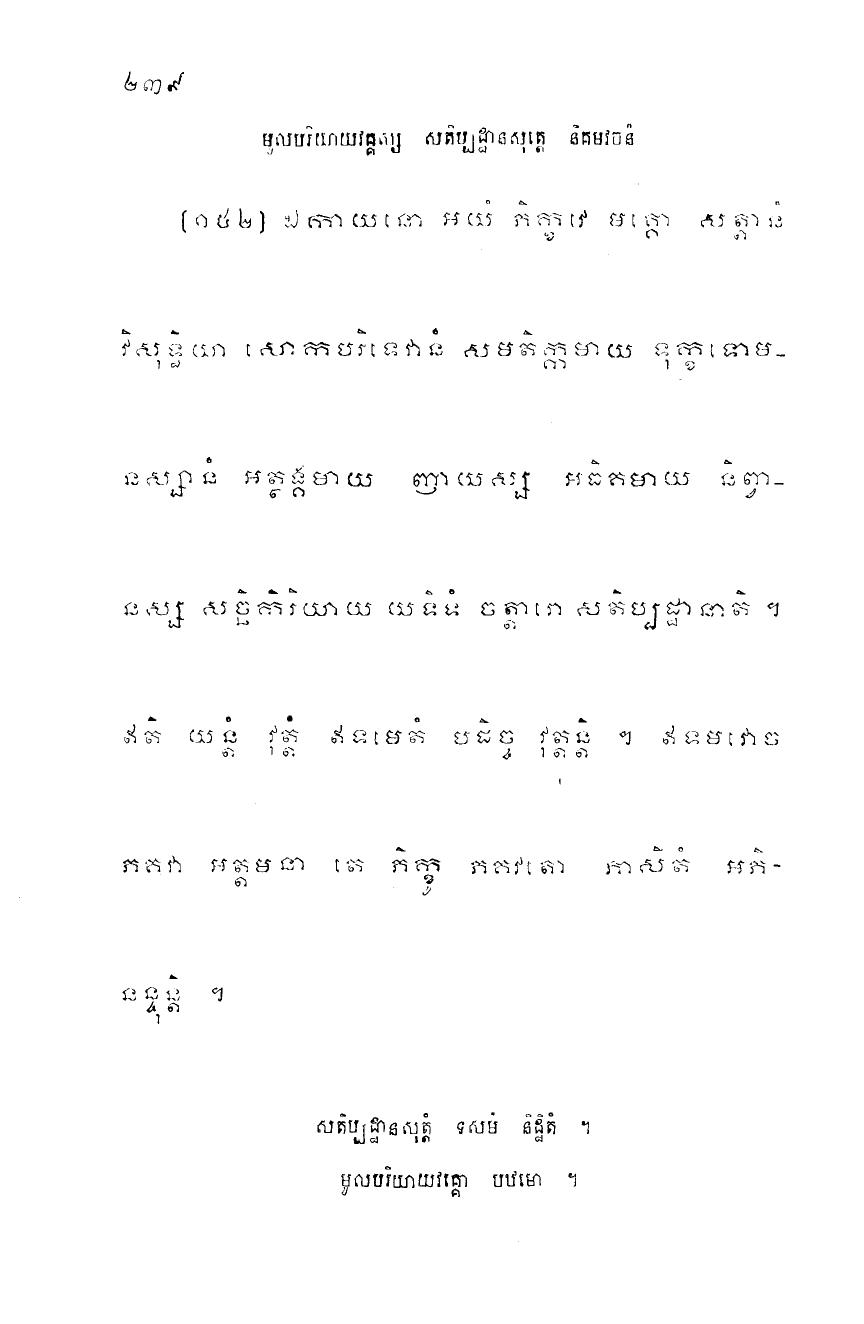 ២៣៩
មូលបរិយាយវគ្គស្ស សតិប្បដ្ឋានសុត្តេ និគមវចនំ
(១៥២) ឯកាយនោ អយំ ភិក្ខវេ មគ្គោ សត្តានំ
វិសុទ្ធិយា សោកបរិទេវានំ សមតិក្កមាយ ទុក្ខទោម-
នស្សានំ អត្ថង្គមាយ ញាយស្ស អធិគមាយ និព្វា-
នស្ស សច្ឆិកិរិយាយ យទិទំ ចត្តារោ សតិប្បដ្ឋានាតិ ។
ឥតិ យន្តំ វុត្តំ ឥទមេតំ បដិច្ច វុត្តន្តិ ។ ឥទមវោច
ភគវា អត្តមនា តេ ភិក្ខូ ភគវតោ ភាសិតំ អភិ-
នន្ទុន្តិ ។
សតិប្បដ្ឋានសុត្តំ ទសមំ និដ្ឋិតំ ។
មូលបរិយាយវគ្គោ បឋមោ ។